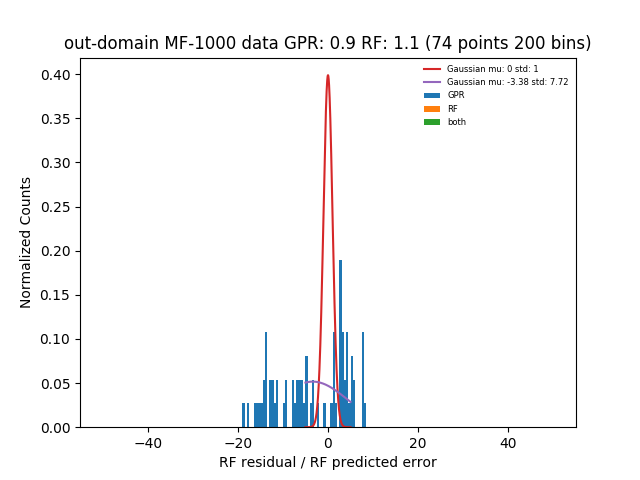 out-domain MF-1000 data GPR: 0.9 RF: 1.1 (74 points 200 bins)
Gaussian mu: 0 std: 1
Gaussian mu: -3.38 std: 7.72
GPR
RF
both
Normalized Counts
0.40
0.35
0.30
0.25
0.20
0.15
0.10
0.05
0.00
−40
−20
0
20
40
RF residual / RF predicted error